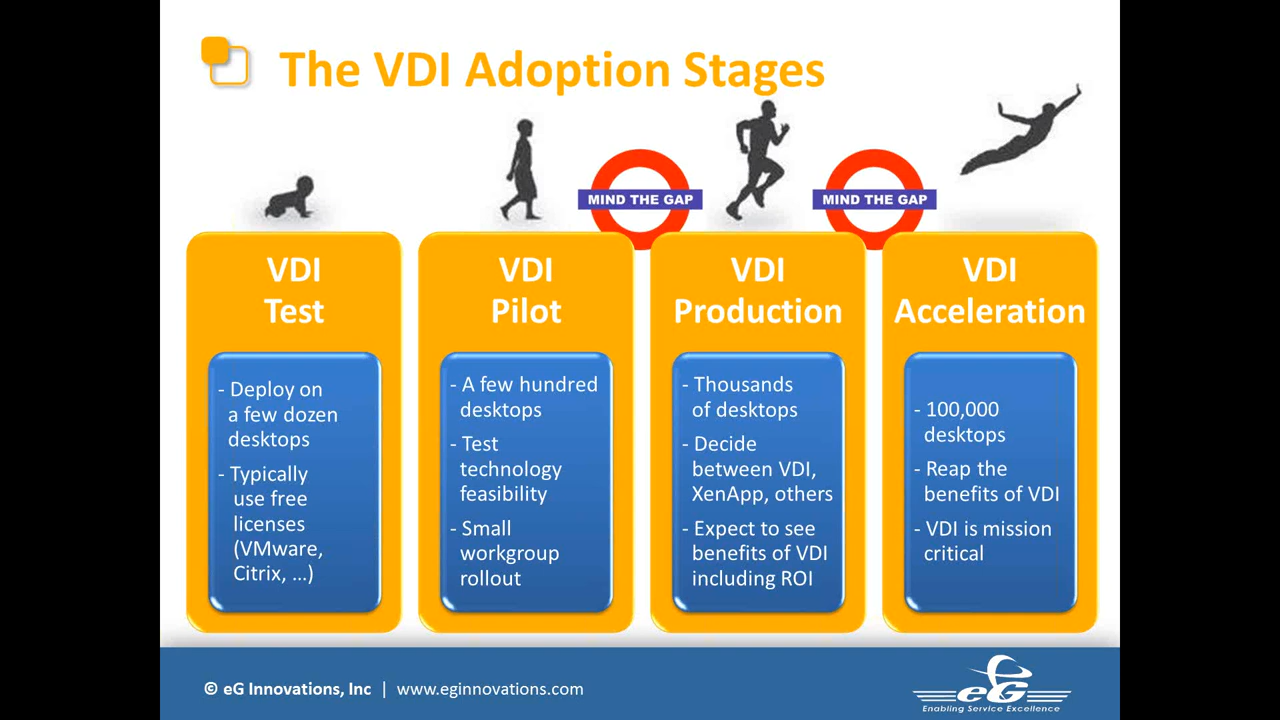 The VDI Adoption Stages
MIND THE GAP
MIND THE GAP
VDI
Test
- Deploy on
a few dozen
desktops
- Typically
use free
licenses
(VMware,
Citrix, ...)
VDI
Pilot
- A few hundred
desktops
- Test
technology
feasibility
- Small
workgroup
rollout
VDI
Production
- Thousands
of desktops
- Decide
between VDI,
XenApp, others
- Expect to see
benefits of VDI
including ROI
VDI
Acceleration
- 100,000
desktops
- Reap the
benefits of VDI
- VDI is mission
critical
© eG Innovations, Inc | www.eginnovations.com
eG
Enabling Service Excellence